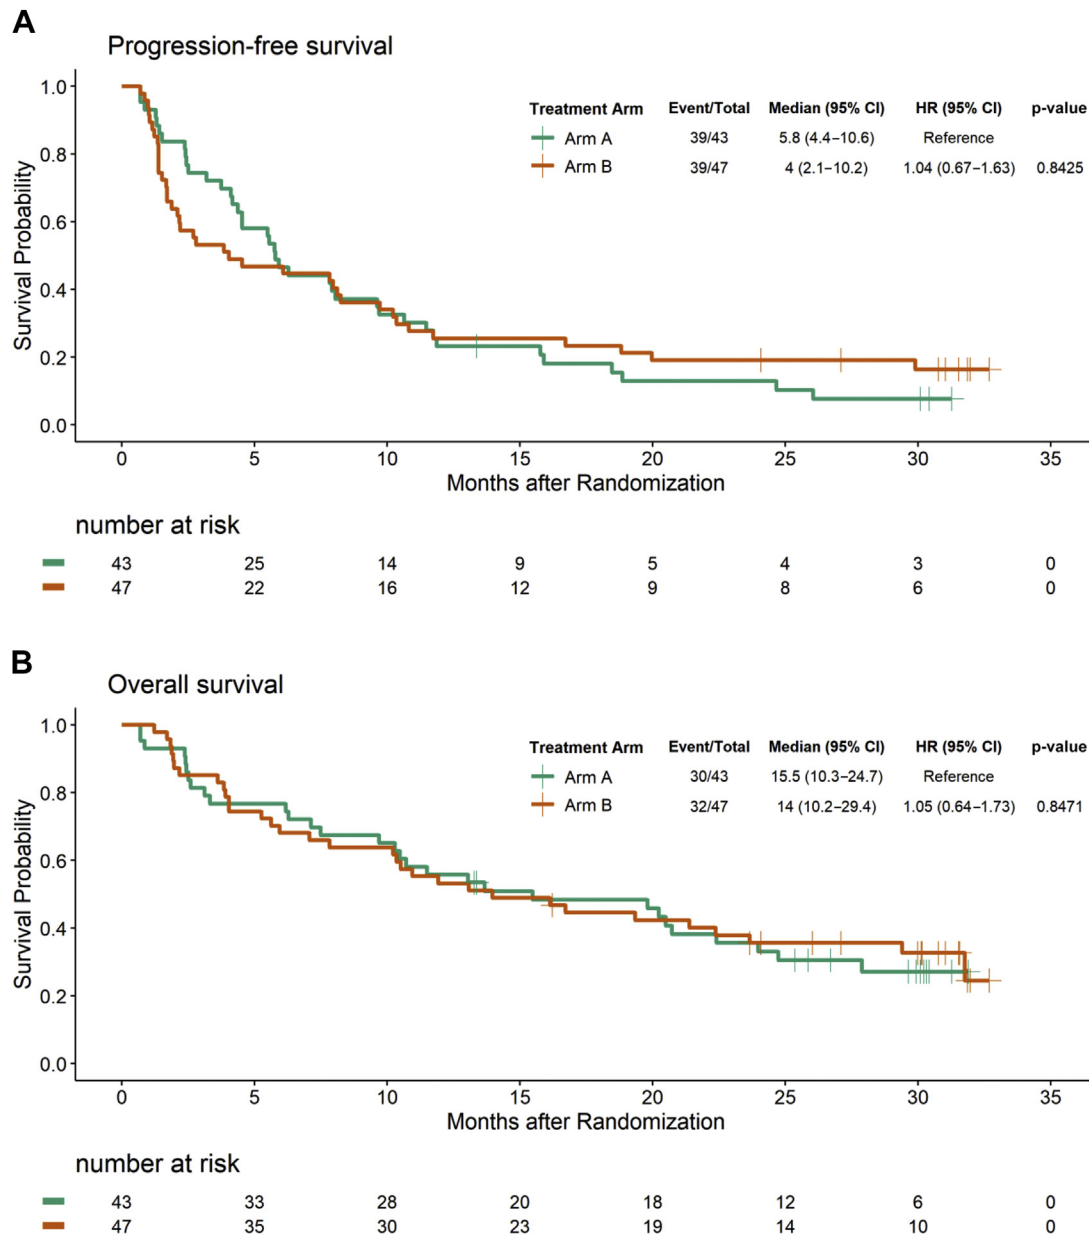 A
Progression-free survival
Survival Probability
1.0
0.8
0.6
0.4
0.2
0.0
Treatment Arm Event/Total Median (95% CI) HR (95% CI) p-value
Arm A 39/43 5.8 (4.4–10.6) Reference
Arm B 39/47 4 (2.1–10.2) 1.04 (0.67–1.63) 0.8425
0 5 10 15 20 25 30 35
Months after Randomization
number at risk
43 25 14 9 5 4 3 0
47 22 16 12 9 8 6 0
B
Overall survival
Survival Probability
1.0
0.8
0.6
0.4
0.2
0.0
Treatment Arm Event/Total Median (95% CI) HR (95% CI) p-value
Arm A 30/43 15.5 (10.3–24.7) Reference
Arm B 32/47 14 (10.2–29.4) 1.05 (0.64–1.73) 0.8471
0 5 10 15 20 25 30 35
Months after Randomization
number at risk
43 33 28 20 18 12 6 0
47 35 30 23 19 14 10 0